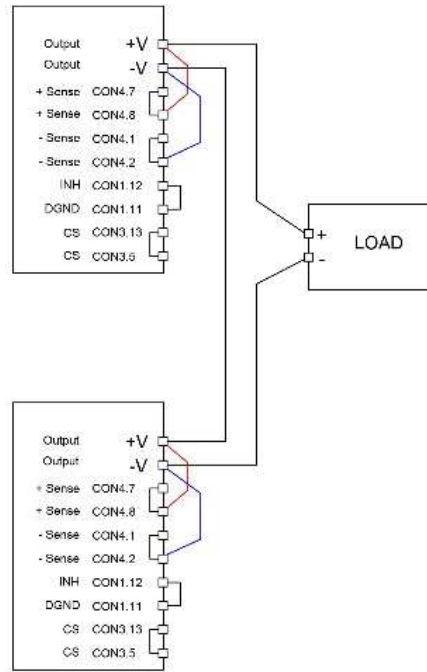 Output +V
Output -V
+ Sense CON4.7
+ Sense CON4.8
- Sense CON4.1
- Sense CON4.2
INH CON1.12
DGND CON1.11
CS CON3.13
CS CON3.5
+ LOAD
-
Output +V
Output -V
+ Sense CON4.7
+ Sense CON4.8
- Sense CON4.1
- Sense CON4.2
INH CON1.12
DGND CON1.11
CS CON3.13
CS CON3.5